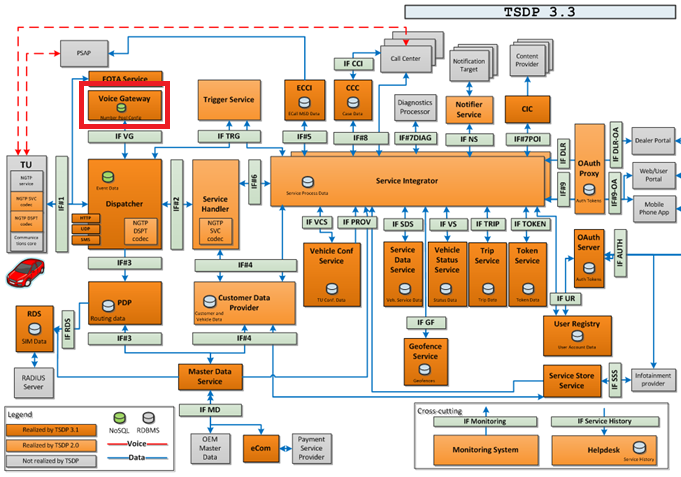 TSDP 3.3
PSAP
IF CCI
Call Center
Notification
Target
Content
Provider
FOTA Service
Voice Gateway
Number Pool Config.
Trigger Service
ECCI
ECall MSD Data
CCC
Case Data
Diagnostics
Processor
Notifier
Service
CIC
IF VG
IF TRG
IF#5
IF#8
IF#7DIAG
IF NS
IF#7POI
TU
NGTP
service
NGTP SVC
codec
NGTP DSPT
codec
Communica
tions core
IF#1
Event Data
Dispatcher
HTTP
UDP
SMS
NGTP
DSPT
codec
IF#2
Service
Handler
NGTP
SVC
codec
IF#6
Service Integrator
Service Process Data
IF DLR
IF#9
OAuth
Proxy
Auth Tokens
IF DLR-OA
IF#9-OA
Dealer Portal
Web/User
Portal
Mobile
Phone App
IF VCS
IF PROV
IF SDS
IF VS
IF TRIP
IF TOKEN
OAuth
Server
Auth Tokens
IF AUTH
IF#3
IF#4
Vehicle Conf
Service
TU Conf. Data
Service
Data
Service
Veh. Service Data
Vehicle
Status
Service
Status Data
Trip
Service
Trip Data
Token
Service
Token Data
IF UR
RDS
SIM Data
IF RDS
PDP
Routing data
Customer Data
Provider
Customer and
Vehicle Data
IF GF
User Registry
User Account Data
IF#3
IF#4
Geofence
Service
Geofences
RADIUS
Server
Master Data
Service
Service Store
Service
IF SSS
Infotainment
provider
IF MD
Legend
Realized by TSDP 3.1
Realized by TSDP 2.0
Not realized by TSDP
NoSQL
RDBMS
Voice
Data
OEM
Master
Data
eCom
Payment
Service
Provider
Cross-cutting
IF Monitoring
IF Service History
Monitoring System
Helpdesk
Service History